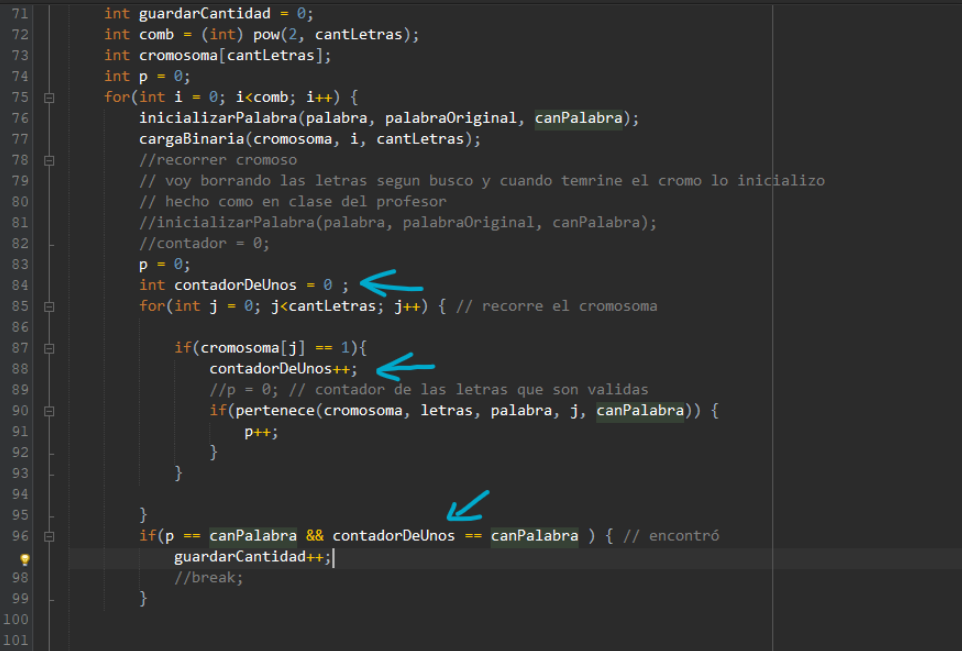 71 int guardarCantidad = 0;
72 int comb = (int) pow(2, cantLetras);
73 int cromosoma[cantLetras];
74 int p = 0;
75 for(int i = 0; i<comb; i++) {
76 inicializarPalabra(palabra, palabraOriginal, canPalabra);
77 cargaBinaria(cromosoma, i, cantLetras);
78 //recorrer cromoso
79 // voy borrando las letras segun busco y cuando temrine el cromo lo inicializo
80 // hecho como en clase del profesor
81 //inicializarPalabra(palabra, palabraOriginal, canPalabra);
82 //contador = 0;
83 p = 0;
84 int contadorDeUnos = 0 ;
85 for(int j = 0; j<cantLetras; j++) { // recorre el cromosoma
86
87 if(cromosoma[j] == 1){
88 contadorDeUnos++;
89 //p = 0; // contador de las letras que son validas
90 if(pertenece(cromosoma, letras, palabra, j, canPalabra)) {
91 p++;
92 }
93 }
94
95 }
96 if(p == canPalabra && contadorDeUnos == canPalabra ) { // encontró
guardarCantidad++;
98 //break;
99 }
100
101